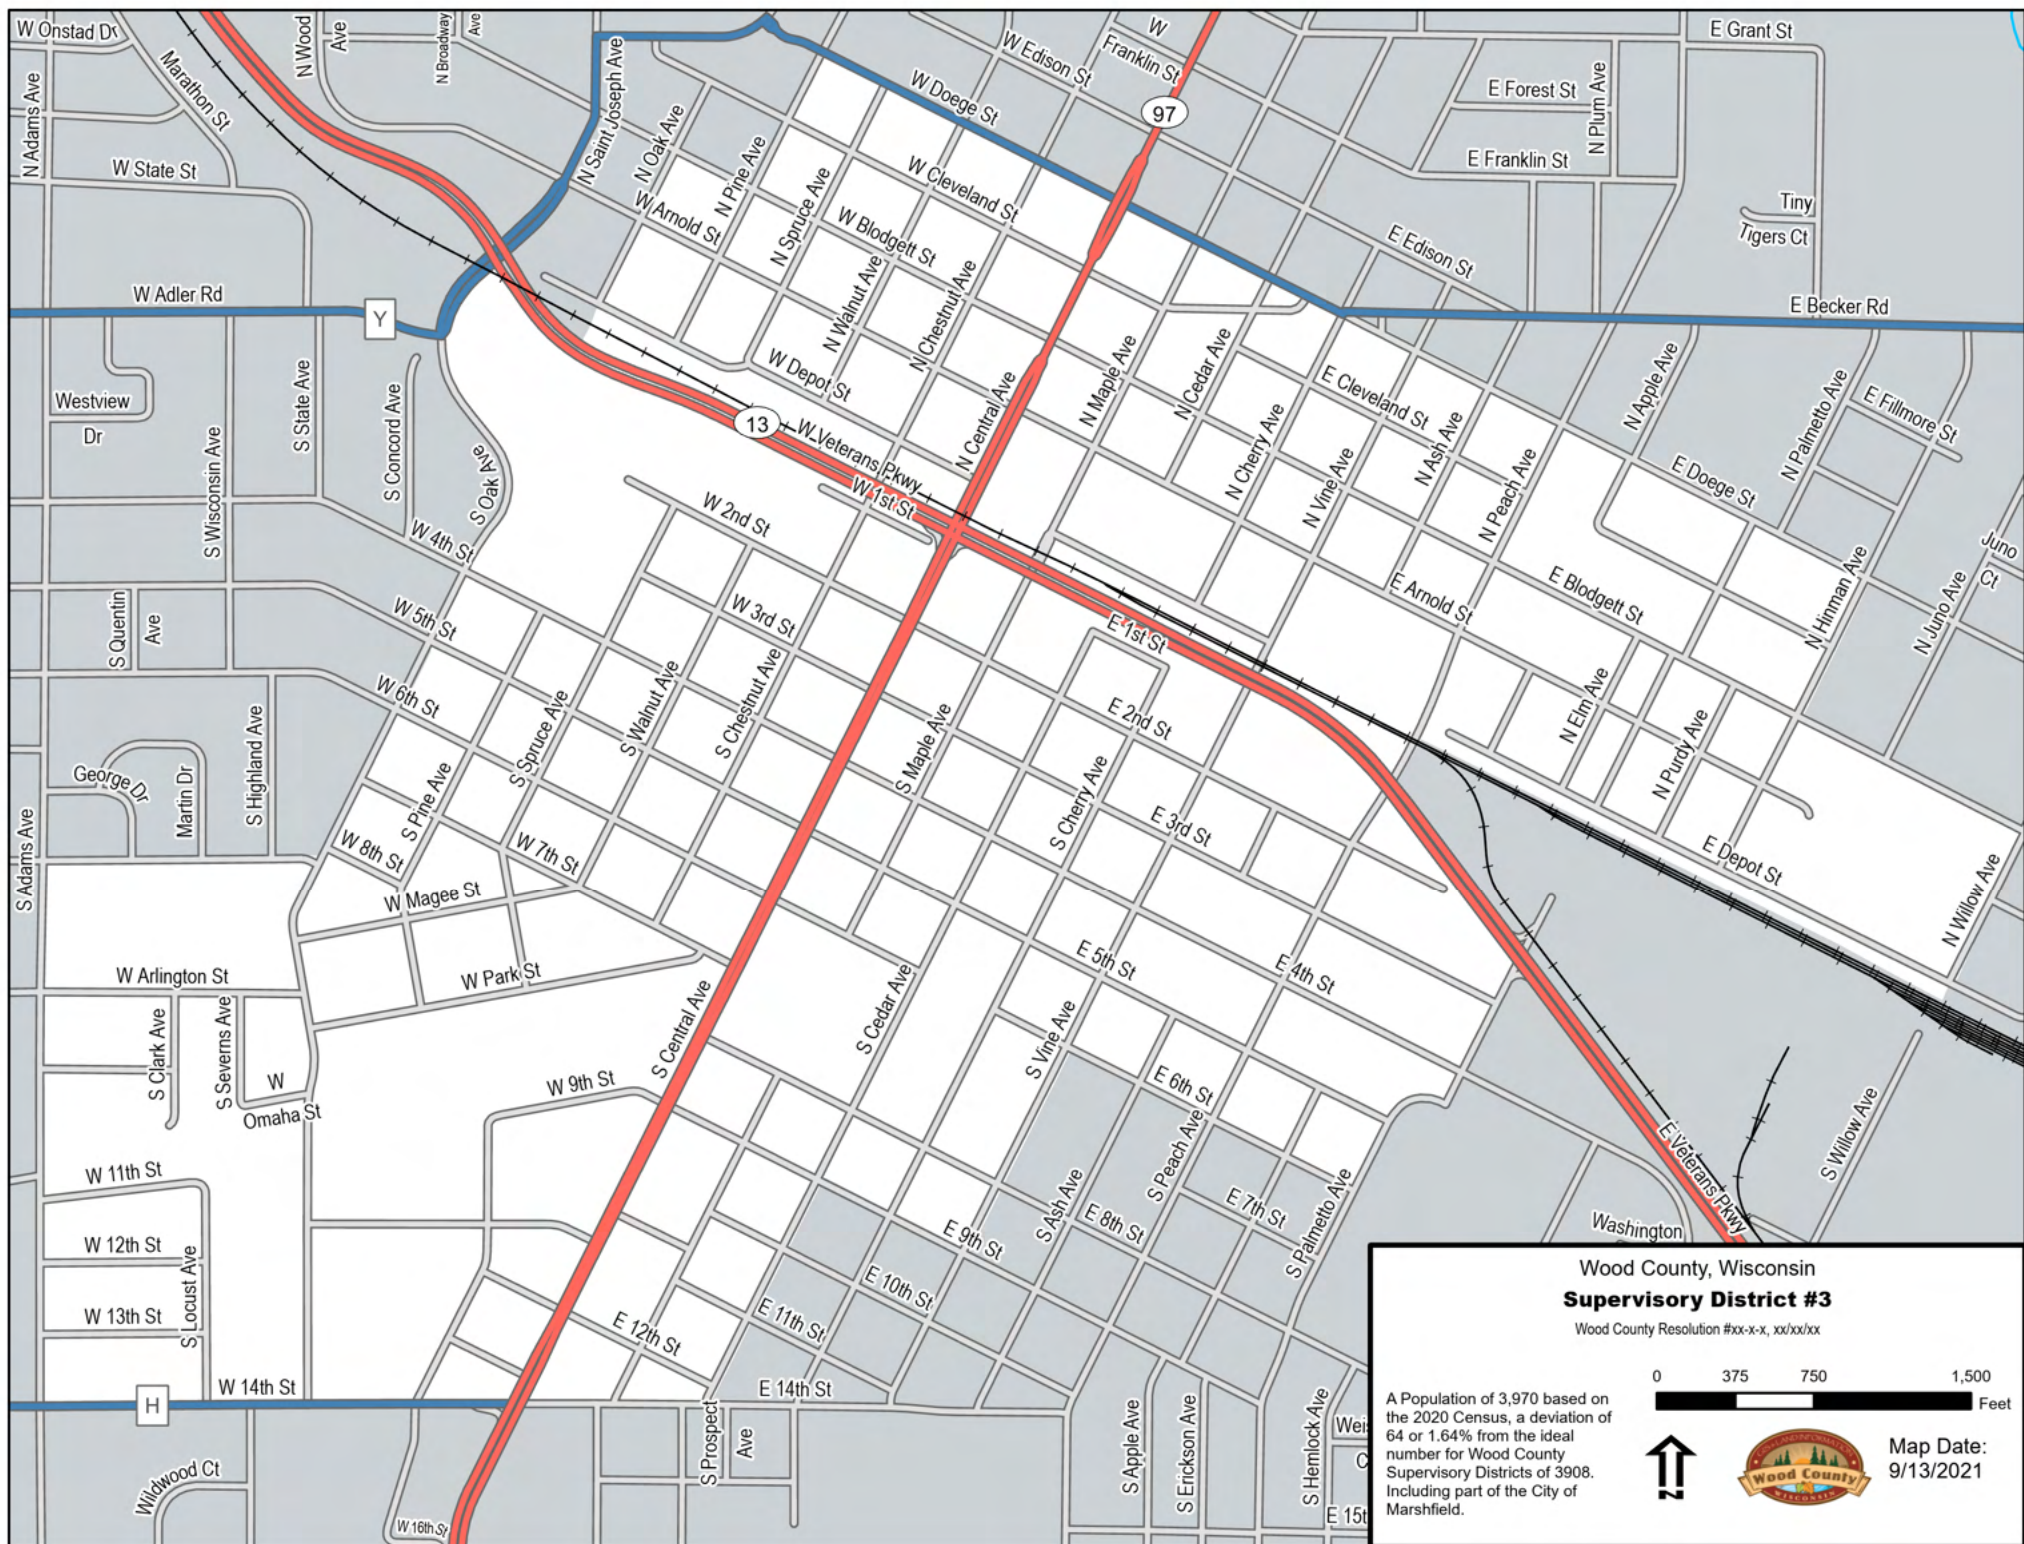 W Onstad Dr
N Adams Ave
Marathon St
N Wood
Ave
N Broadway
Ave
W State St
N Saint Joseph Ave
N Oak Ave
N Pine Ave
W Edison St
W
Franklin St
W Doege St
97
E Grant St
E Forest St
N Plum Ave
E Franklin St
Tiny
Tigers Ct
E Edison St
W Adler Rd
Y
W Arnold St
N Spruce Ave
W Blodgett St
W Cleveland St
N Walnut Ave
N Chestnut Ave
W Depot St
E Becker Rd
Westview
Dr
S State Ave
S Concord Ave
S Oak Ave
S Wisconsin Ave
13
W Veterans Pkwy
W 1st St
N Central Ave
N Maple Ave
N Cedar Ave
N Cherry Ave
E Cleveland St
N Vine Ave
N Ash Ave
N Peach Ave
N Apple Ave
N Palmetto Ave
E Fillmore St
E Doege St
W 2nd St
W 4th St
S Quentin
Ave
W 5th St
W 3rd St
E 1st St
E Arnold St
E Blodgett St
N Hinman Ave
N Juno Ave
Juno
Ct
W 6th St
S Spruce Ave
S Walnut Ave
S Chestnut Ave
S Maple Ave
E 2nd St
N Elm Ave
N Purdy Ave
S Highland Ave
George Dr
Martin Dr
S Adams Ave
S Pine Ave
W 8th St
W 7th St
S Cherry Ave
E 3rd St
E Depot St
N Willow Ave
W Magee St
W Park St
W Arlington St
S Central Ave
S Cedar Ave
E 5th St
E 4th St
S Clark Ave
S Severns Ave
W
Omaha St
W 9th St
S Vine Ave
E 6th St
S Peach Ave
E Veterans Pkwy
S Willow Ave
W 11th St
S Ash Ave
E 8th St
E 7th St
S Palmetto Ave
Washington
W 12th St
S Locust Ave
W 13th St
E 9th St
E 10th St
E 11th St
E 12th St
W 14th St
H
E 14th St
S Prospect
Ave
S Apple Ave
S Erickson Ave
S Hemlock Ave
Wei
C
E 15t
Wildwood Ct
W 16th St
Wood County, Wisconsin
Supervisory District #3
Wood County Resolution #xx-x-x, xx/xx/xx
0 375 750 1,500
Feet
A Population of 3,970 based on
the 2020 Census, a deviation of
64 or 1.64% from the ideal
number for Wood County
Supervisory Districts of 3908.
Including part of the City of
Marshfield.
N
Wood County
WISCONSIN
Map Date:
9/13/2021